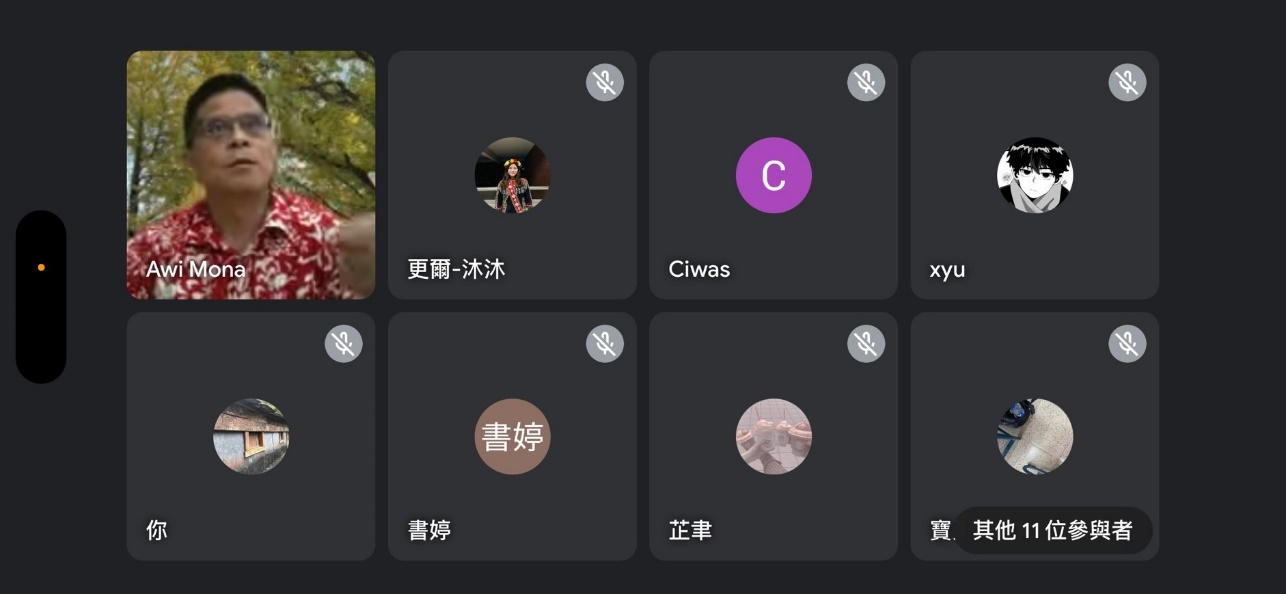 Awi Mona
更爾-沐沐
C
Ciwas
xyu
你
書婷
書婷
芷聿
寶
其他 11 位參與者